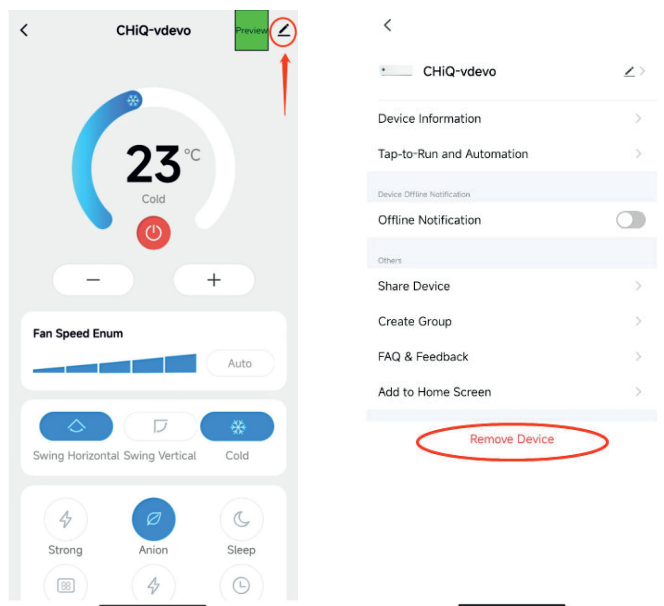 CHiQ-vdevo
Preview
23 °C
Cold
Fan Speed Enum
Auto
Swing Horizontal Swing Vertical Cold
Strong Anion Sleep
CHiQ-vdevo
Device Information
Tap-to-Run and Automation
Device Offline Notification
Offline Notification
Others
Share Device
Create Group
FAQ & Feedback
Add to Home Screen
Remove Device